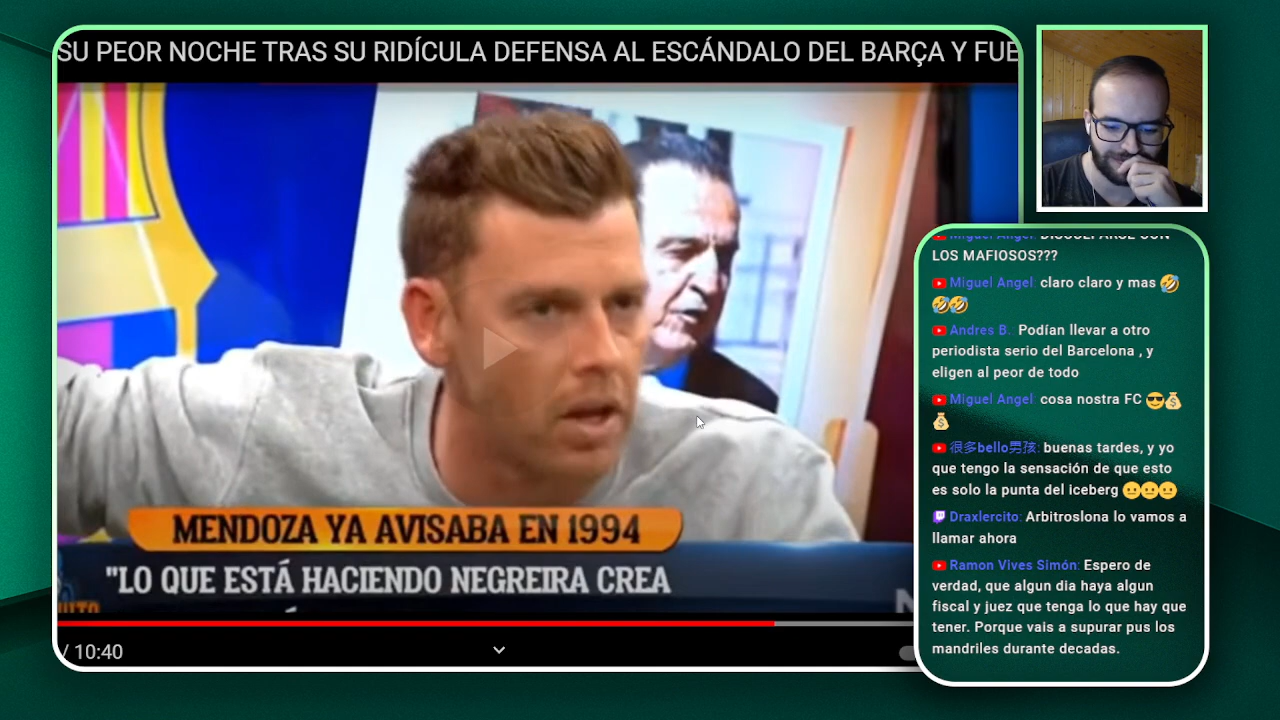 SU PEOR NOCHE TRAS SU RIDÍCULA DEFENSA AL ESCÁNDALO DEL BARÇA Y FUE
MENDOZA YA AVISABA EN 1994
"LO QUE ESTÁ HACIENDO NEGREIRA CREA
/ 10:40
LOS MAFIOSOS???
Miguel Angel: claro claro y mas 🤣
🤣🤣
Andres B.: Podían llevar a otro
periodista serio del Barcelona , y
eligen al peor de todo
Miguel Angel: cosa nostra FC 😎💰
💰
很多bello男孩: buenas tardes, y yo
que tengo la sensación de que esto
es solo la punta del iceberg 😐😐😐
Draxlercito: Arbitroslona lo vamos a
llamar ahora
Ramon Vives Simón: Espero de
verdad, que algun dia haya algun
fiscal y juez que tenga lo que hay que
tener. Porque vais a supurar pus los
mandriles durante decadas.